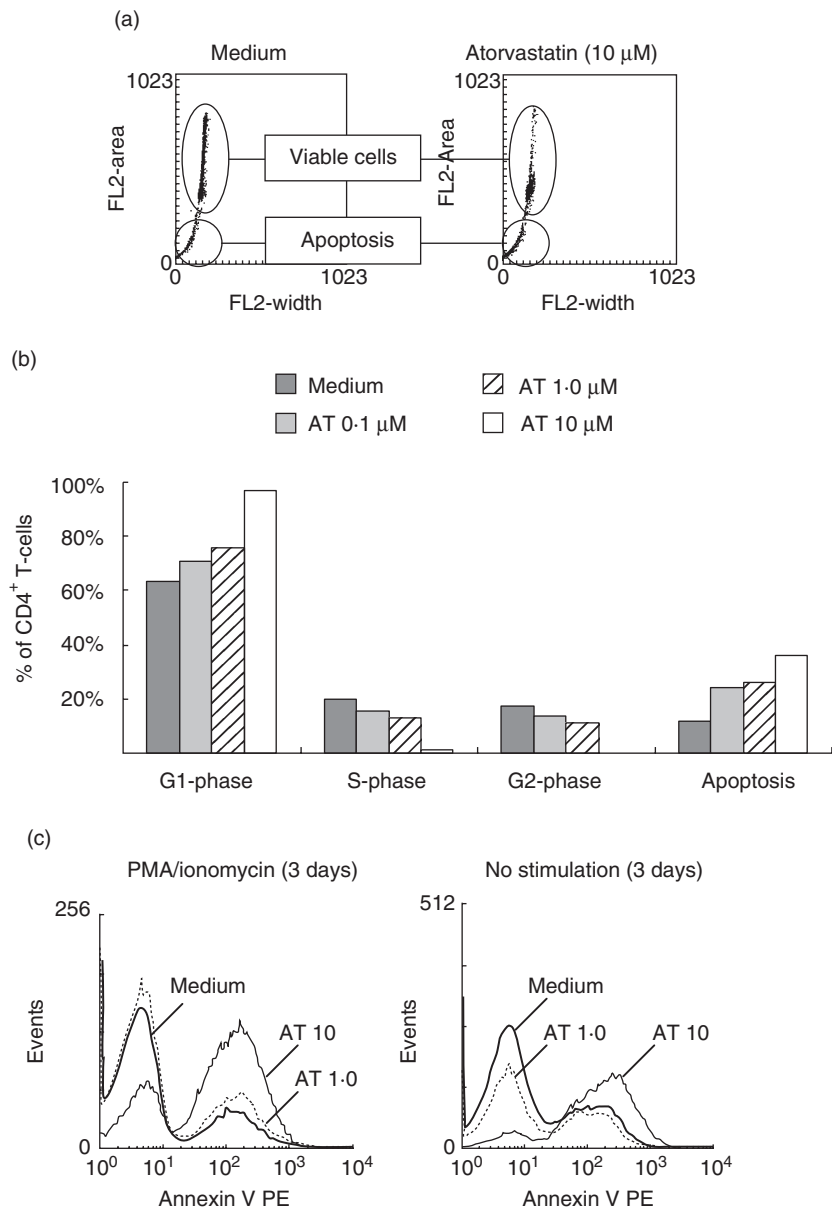 (a)
Medium
Atorvastatin (10 μM)
1023
1023
FL2-area
FL2-Area
Viable cells
Apoptosis
0
0
0
1023
0
1023
FL2-width
FL2-width
(b)
Medium
AT 1·0 μM
AT 0·1 μM
AT 10 μM
% of CD4+ T-cells
100%
80%
60%
40%
20%
G1-phase
S-phase
G2-phase
Apoptosis
(c)
PMA/ionomycin (3 days)
No stimulation (3 days)
256
512
Events
Events
Medium
AT 10
AT 1·0
Medium
AT 1·0
AT 10
0
0
10⁰ 10¹ 10² 10³ 10⁴
10⁰ 10¹ 10² 10³ 10⁴
Annexin V PE
Annexin V PE